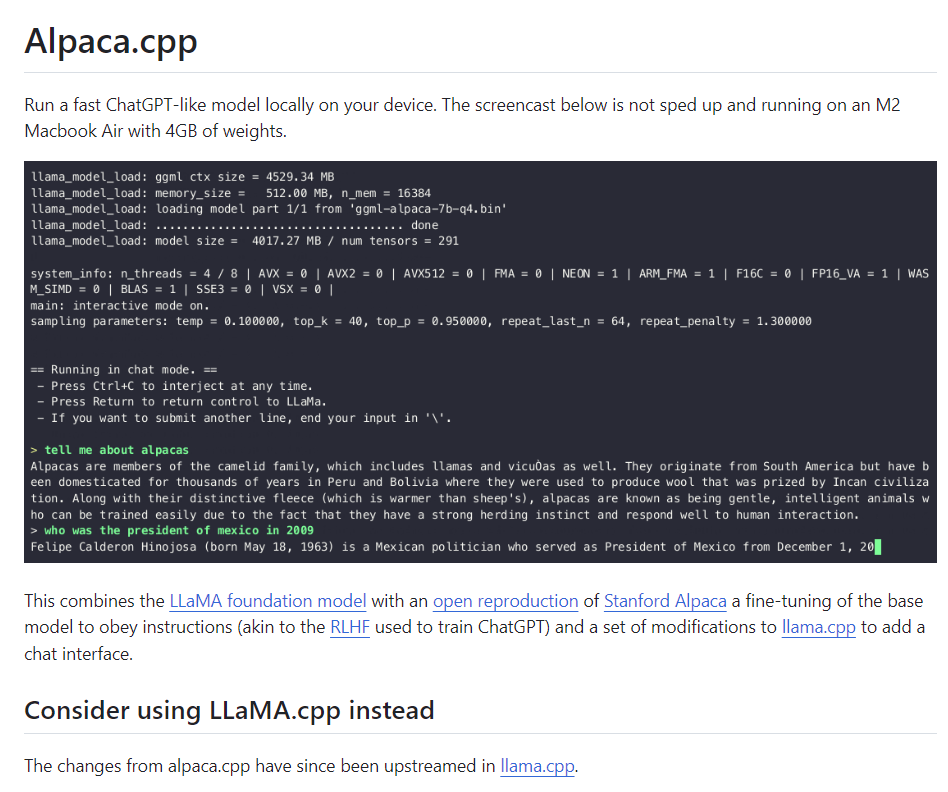 Alpaca.cpp
Run a fast ChatGPT-like model locally on your device. The screencast below is not sped up and running on an M2
Macbook Air with 4GB of weights.
llama_model_load: ggml ctx size = 4529.34 MB
llama_model_load: memory_size =   512.00 MB, n_mem = 16384
llama_model_load: loading model part 1/1 from 'ggml-alpaca-7b-q4.bin'
llama_model_load: .................................... done
llama_model_load: model size =  4017.27 MB / num tensors = 291
system_info: n_threads = 4 / 8 | AVX = 0 | AVX2 = 0 | AVX512 = 0 | FMA = 0 | NEON = 1 | ARM_FMA = 1 | F16C = 0 | FP16_VA = 1 | WAS
M_SIMD = 0 | BLAS = 1 | SSE3 = 0 | VSX = 0 |
main: interactive mode on.
sampling parameters: temp = 0.100000, top_k = 40, top_p = 0.950000, repeat_last_n = 64, repeat_penalty = 1.300000
== Running in chat mode. ==
 - Press Ctrl+C to interject at any time.
 - Press Return to return control to LLaMa.
 - If you want to submit another line, end your input in '\'.
> tell me about alpacas
Alpacas are members of the camelid family, which includes llamas and vicuÒas as well. They originate from South America but have b
een domesticated for thousands of years in Peru and Bolivia where they were used to produce wool that was prized by Incan civiliza
tion. Along with their distinctive fleece (which is warmer than sheep's), alpacas are known as being gentle, intelligent animals w
ho can be trained easily due to the fact that they have a strong herding instinct and respond well to human interaction.
> who was the president of mexico in 2009
Felipe Calderon Hinojosa (born May 18, 1963) is a Mexican politician who served as President of Mexico from December 1, 20
This combines the LLaMA foundation model with an open reproduction of Stanford Alpaca a fine-tuning of the base
model to obey instructions (akin to the RLHF used to train ChatGPT) and a set of modifications to llama.cpp to add a
chat interface.
Consider using LLaMA.cpp instead
The changes from alpaca.cpp have since been upstreamed in llama.cpp.